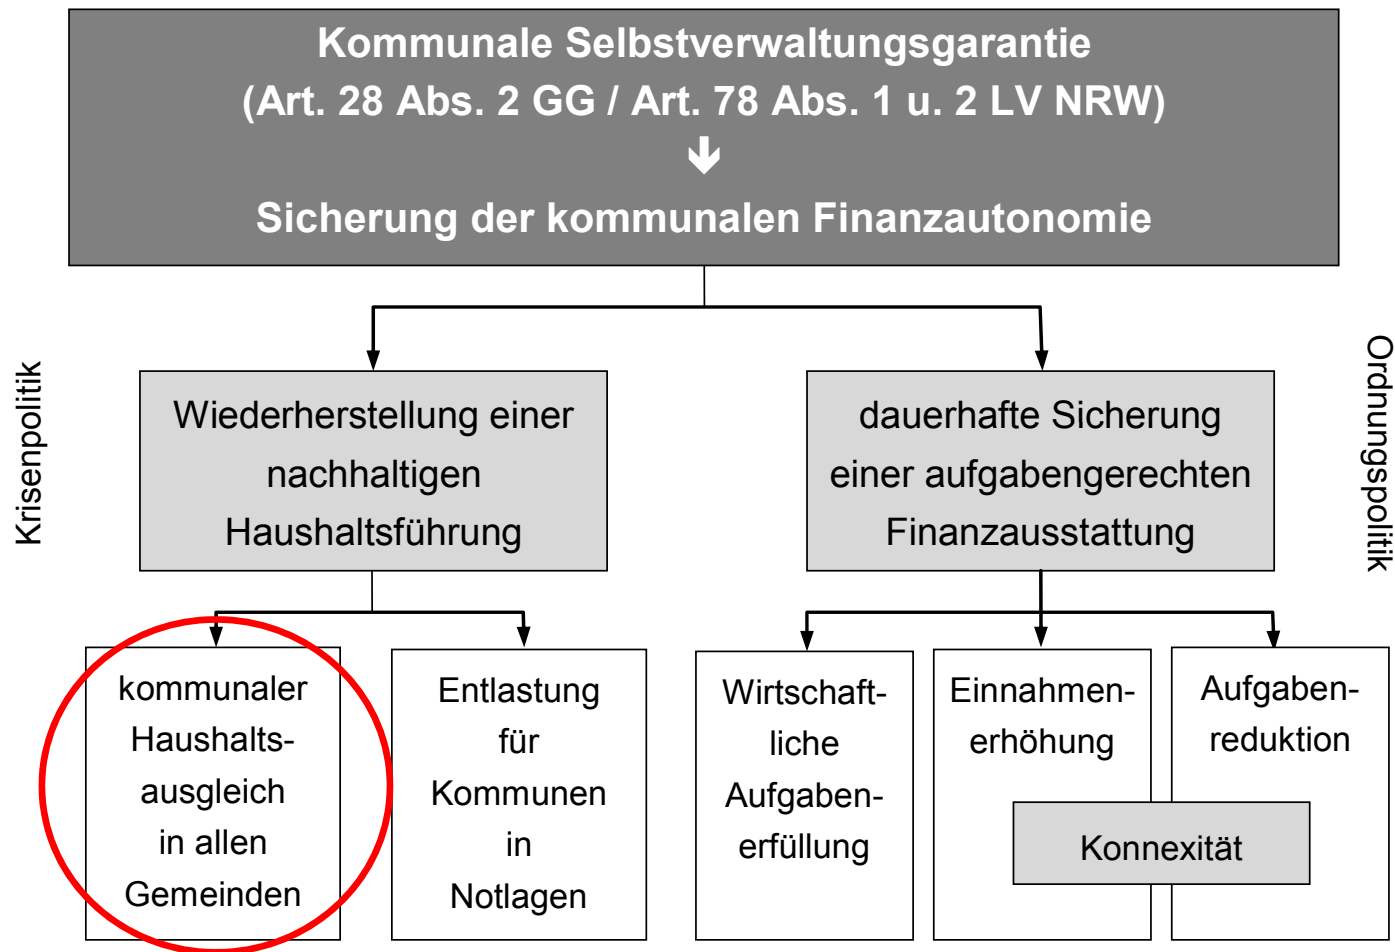 Kommunale Selbstverwaltungsgarantie
(Art. 28 Abs. 2 GG / Art. 78 Abs. 1 u. 2 LV NRW)
Sicherung der kommunalen Finanzautonomie
Krisenpolitik
Wiederherstellung einer
nachhaltigen
Haushaltsführung
dauerhafte Sicherung
einer aufgabengerechten
Finanzausstattung
Ordnungspolitik
kommunaler
Haushalts-
ausgleich
in allen
Gemeinden
Entlastung
für
Kommunen
in
Notlagen
Wirtschaft-
liche
Aufgaben-
erfüllung
Einnahmen-
erhöhung
Aufgaben-
reduktion
Konnexität